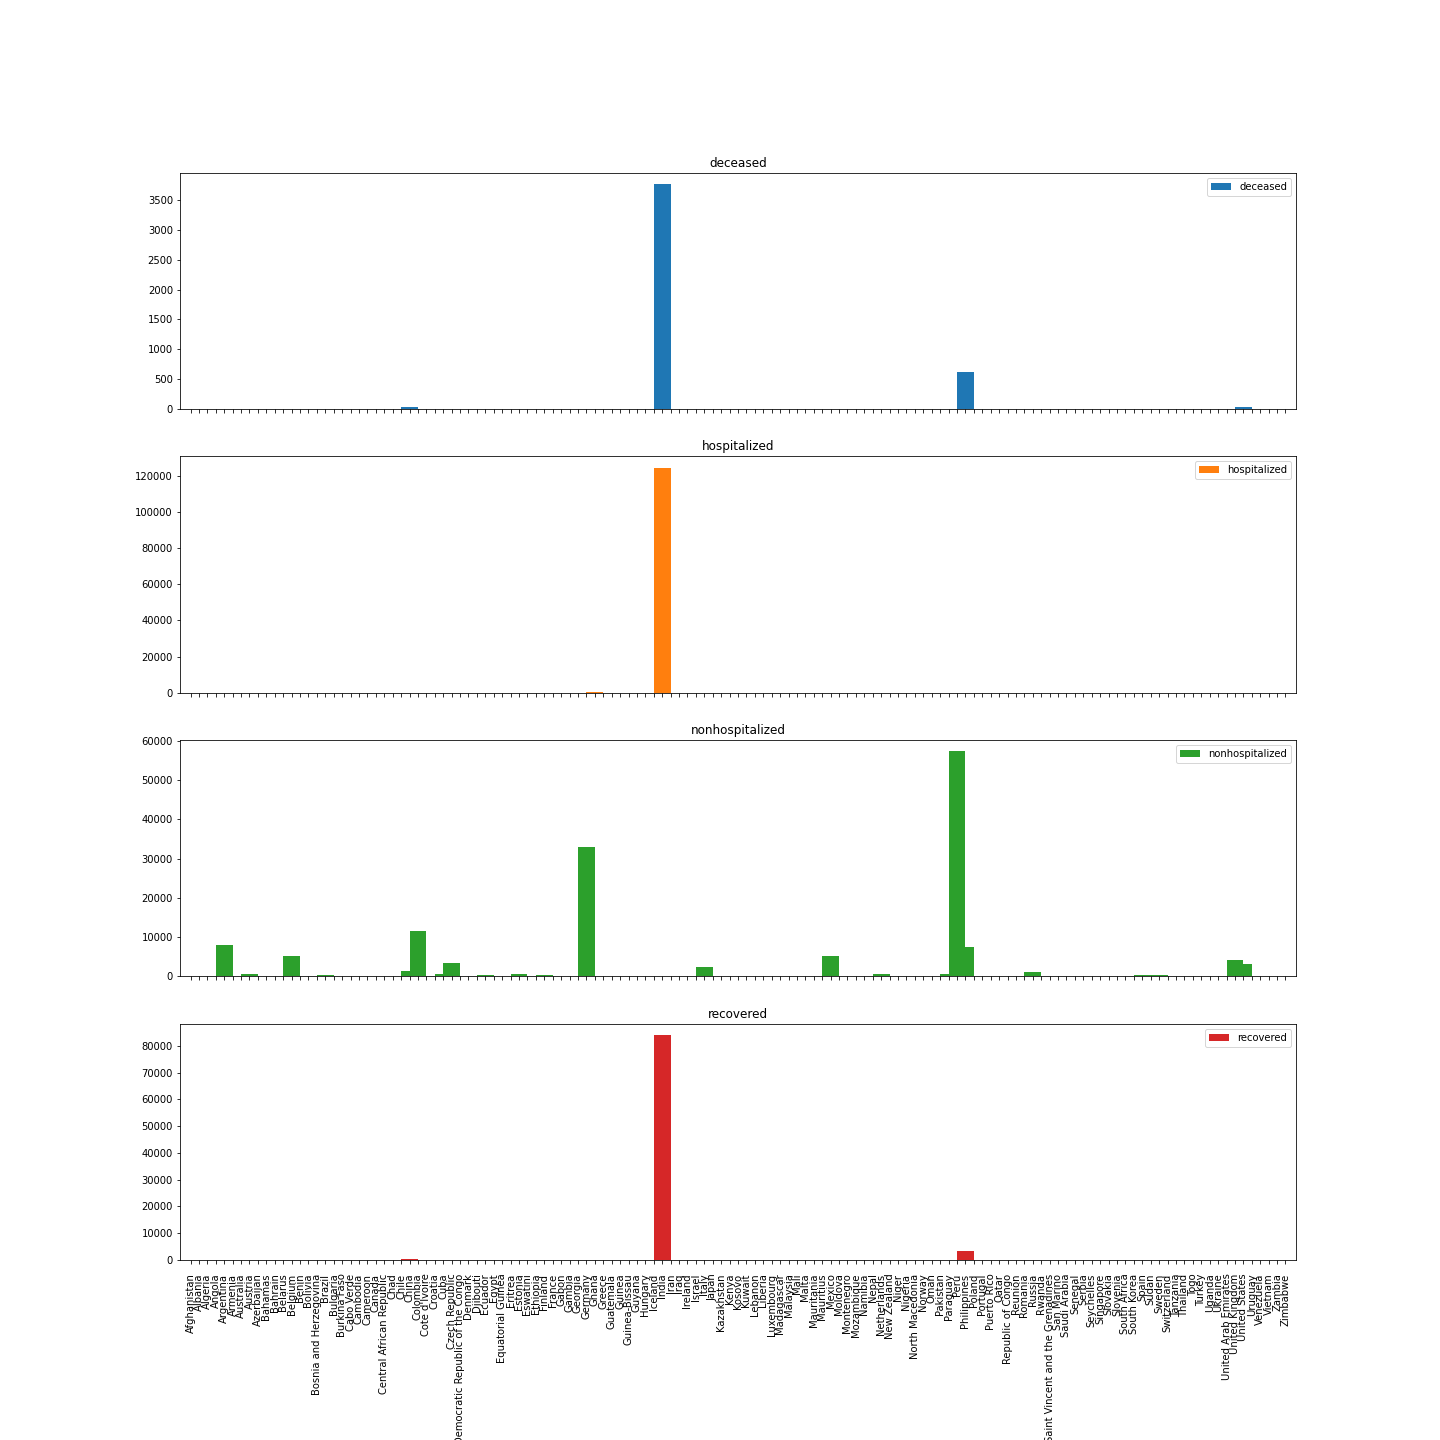 deceased
deceased
3500
3000
2500
2000
1500
1000
500
0
hospitalized
hospitalized
120000
100000
80000
60000
40000
20000
0
nonhospitalized
nonhospitalized
60000
50000
40000
30000
20000
10000
0
recovered
recovered
80000
70000
60000
50000
40000
30000
20000
10000
0
Afghanistan
Albania
Algeria
Angola
Argentina
Armenia
Australia
Austria
Azerbaijan
Bahamas
Bahrain
Belarus
Belgium
Benin
Bolivia
Bosnia and Herzegovina
Brazil
Bulgaria
Burkina Faso
Cabo Verde
Cambodia
Cameroon
Canada
Central African Republic
Chad
Chile
China
Colombia
Cote d'Ivoire
Croatia
Cuba
Czech Republic
Democratic Republic of the Congo
Denmark
Djibouti
Ecuador
Egypt
Equatorial Guinea
Eritrea
Estonia
Eswatini
Ethiopia
Finland
France
Gabon
Gambia
Georgia
Germany
Ghana
Greece
Guatemala
Guinea
Guinea-Bissau
Guyana
Hungary
Iceland
India
Iran
Iraq
Ireland
Israel
Italy
Japan
Kazakhstan
Kenya
Kosovo
Kuwait
Lebanon
Liberia
Luxembourg
Madagascar
Malaysia
Mali
Malta
Mauritania
Mauritius
Mexico
Moldova
Montenegro
Mozambique
Namibia
Nepal
Netherlands
New Zealand
Niger
Nigeria
North Macedonia
Norway
Oman
Pakistan
Paraguay
Peru
Philippines
Poland
Portugal
Puerto Rico
Qatar
Republic of Congo
Reunion
Romania
Russia
Rwanda
Saint Vincent and the Grenadines
San Marino
Saudi Arabia
Senegal
Serbia
Seychelles
Singapore
Slovakia
Slovenia
South Africa
South Korea
Spain
Sudan
Sweden
Switzerland
Tanzania
Thailand
Togo
Turkey
Uganda
Ukraine
United Arab Emirates
United Kingdom
United States
Uruguay
Venezuela
Vietnam
Zambia
Zimbabwe